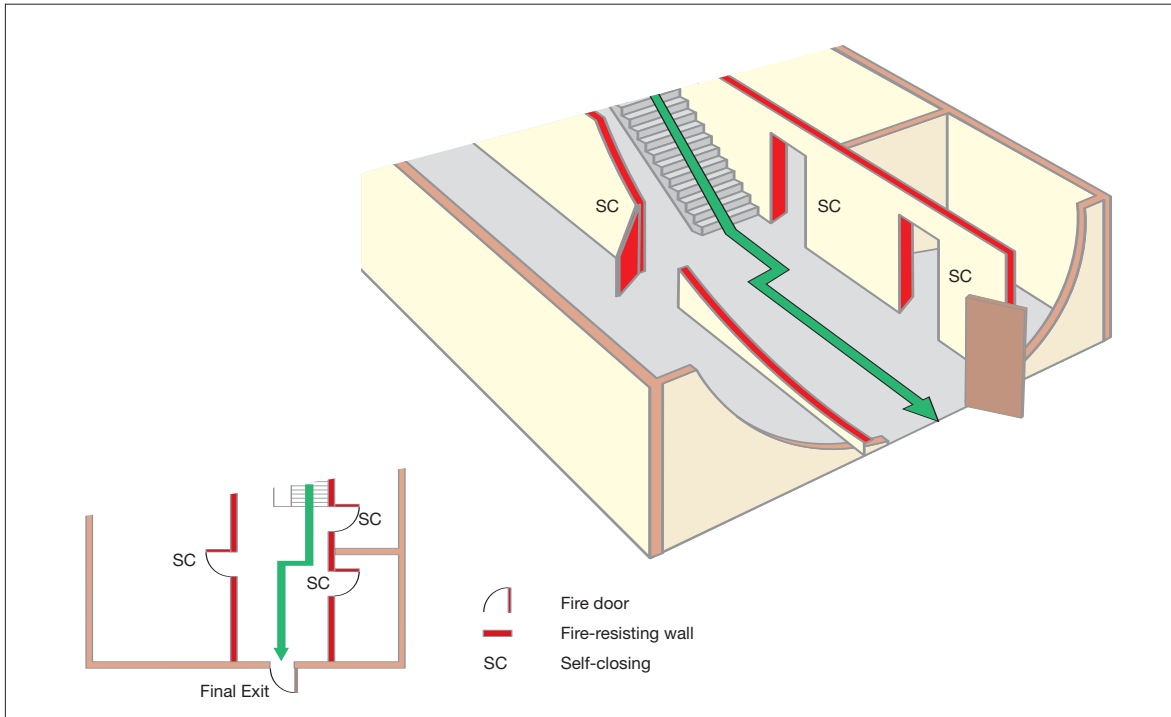 SC
SC
SC
SC
SC
SC
Final Exit
Fire door
Fire-resisting wall
SC Self-closing